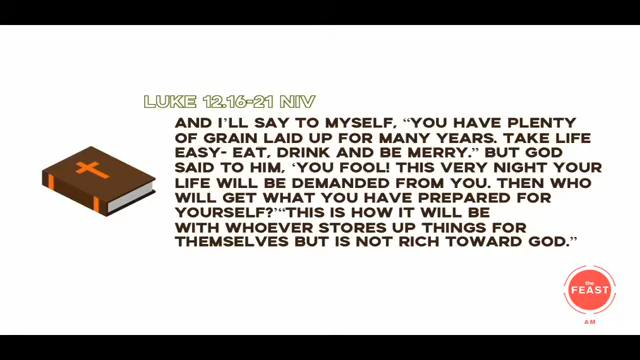 LUKE 12.16-21 NIV
AND I'LL SAY TO MYSELF, “YOU HAVE PLENTY
OF GRAIN LAID UP FOR MANY YEARS. TAKE LIFE
EASY- EAT, DRINK AND BE MERRY.” BUT GOD
SAID TO HIM, ‘YOU FOOL! THIS VERY NIGHT YOUR
LIFE WILL BE DEMANDED FROM YOU. THEN WHO
WILL GET WHAT YOU HAVE PREPARED FOR
YOURSELF?’“THIS IS HOW IT WILL BE
WITH WHOEVER STORES UP THINGS FOR
THEMSELVES BUT IS NOT RICH TOWARD GOD.”
the
FEAST
AM